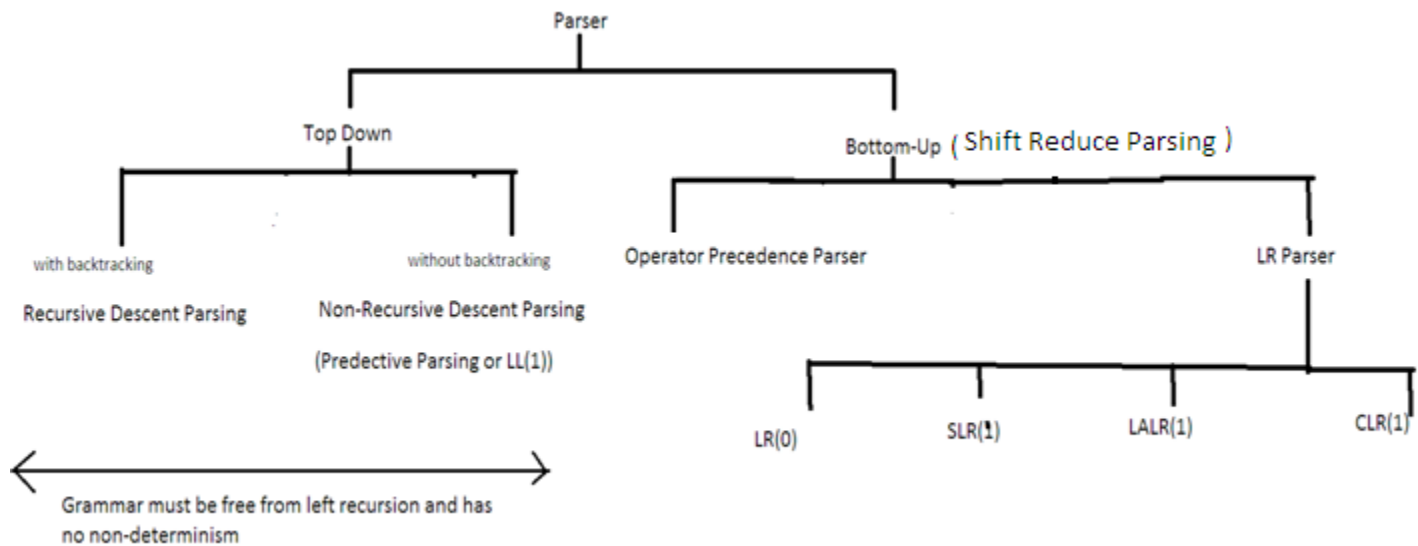 Parser
Top Down
Bottom-Up ( Shift Reduce Parsing )
with backtracking
without backtracking
Operator Precedence Parser
LR Parser
Recursive Descent Parsing
Non-Recursive Descent Parsing
(Predective Parsing or LL(1))
LR(0)
SLR(1)
LALR(1)
CLR(1)
Grammar must be free from left recursion and has
no non-determinism